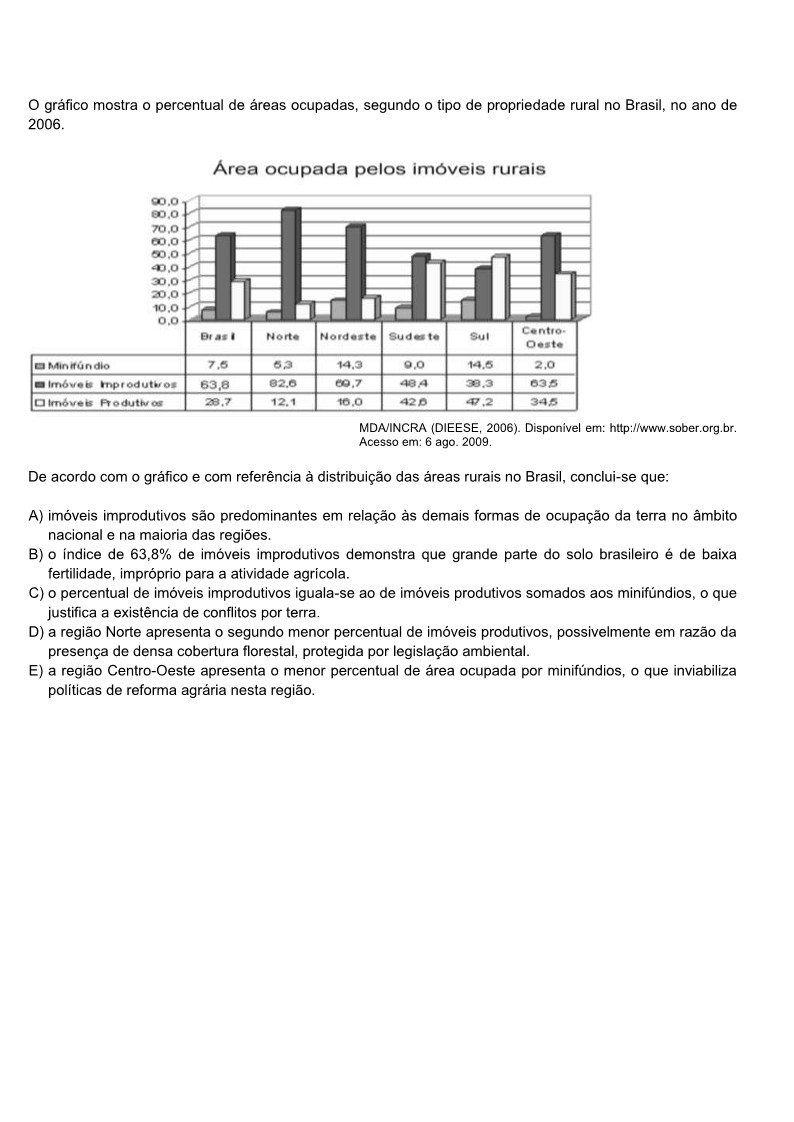 O gráfico mostra o percentual de áreas ocupadas, segundo o tipo de propriedade rural no Brasil, no ano de
2006.
Área ocupada pelos imóveis rurais
90,0
80,0
70,0
60,0
50,0
40,0
30,0
20,0
10,0
0,0
Brasil Norte Nordeste Sudeste Sul Centro-
Oeste
Minifúndio 7,5 5,3 14,3 9,0 14,5 2,0
Imóveis Improdutivos 63,8 82,6 69,7 48,4 38,3 63,5
Imóveis Produtivos 28,7 12,1 16,0 42,6 47,2 34,5
MDA/INCRA (DIEESE, 2006). Disponível em: http://www.sober.org.br.
Acesso em: 6 ago. 2009.
De acordo com o gráfico e com referência à distribuição das áreas rurais no Brasil, conclui-se que:
A) imóveis improdutivos são predominantes em relação às demais formas de ocupação da terra no âmbito
nacional e na maioria das regiões.
B) o índice de 63,8% de imóveis improdutivos demonstra que grande parte do solo brasileiro é de baixa
fertilidade, impróprio para a atividade agrícola.
C) o percentual de imóveis improdutivos iguala-se ao de imóveis produtivos somados aos minifúndios, o que
justifica a existência de conflitos por terra.
D) a região Norte apresenta o segundo menor percentual de imóveis produtivos, possivelmente em razão da
presença de densa cobertura florestal, protegida por legislação ambiental.
E) a região Centro-Oeste apresenta o menor percentual de área ocupada por minifúndios, o que inviabiliza
políticas de reforma agrária nesta região.